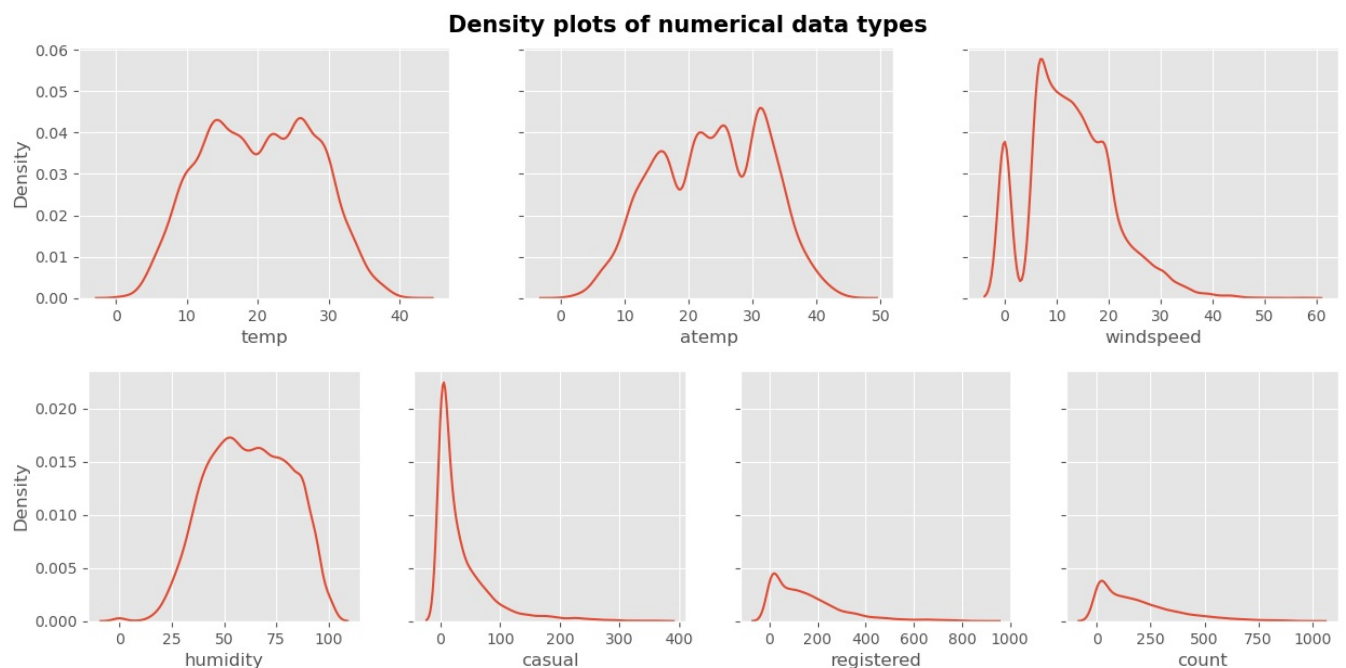 Density plots of numerical data types
0.06
0.05
0.04
0.03
0.02
0.01
0.00
Density
0 10 20 30 40
temp
0 10 20 30 40 50
atemp
0 10 20 30 40 50 60
windspeed
0.020
0.015
0.010
0.005
0.000
Density
0 25 50 75 100
humidity
0 100 200 300 400
casual
0 200 400 600 800 1000
registered
0 250 500 750 1000
count